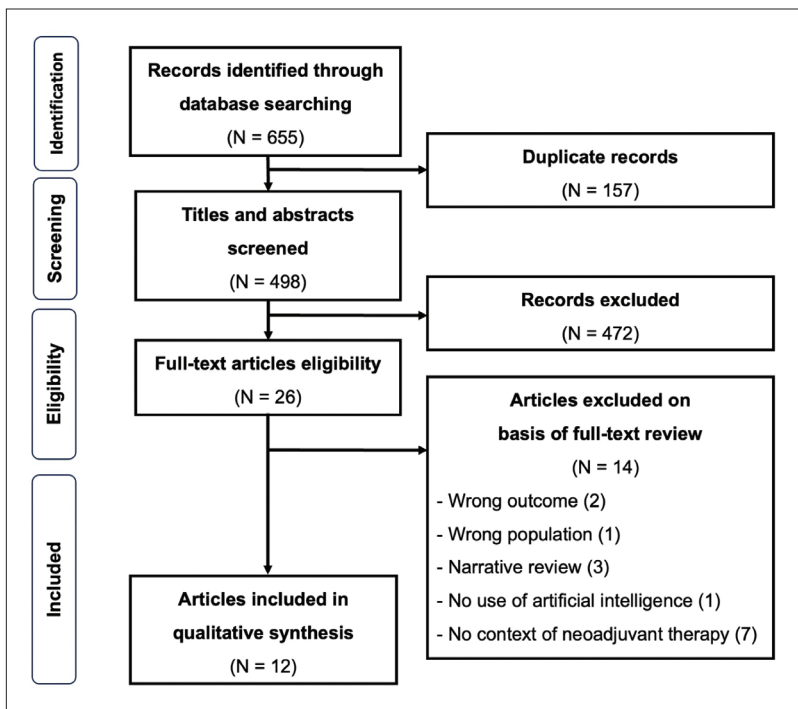 Identification
Records identified through
database searching
(N = 655)
Duplicate records
(N = 157)
Screening
Titles and abstracts
screened
(N = 498)
Records excluded
(N = 472)
Eligibility
Full-text articles eligibility
(N = 26)
Articles excluded on
basis of full-text review
(N = 14)
- Wrong outcome (2)
- Wrong population (1)
- Narrative review (3)
- No use of artificial intelligence (1)
- No context of neoadjuvant therapy (7)
Included
Articles included in
qualitative synthesis
(N = 12)